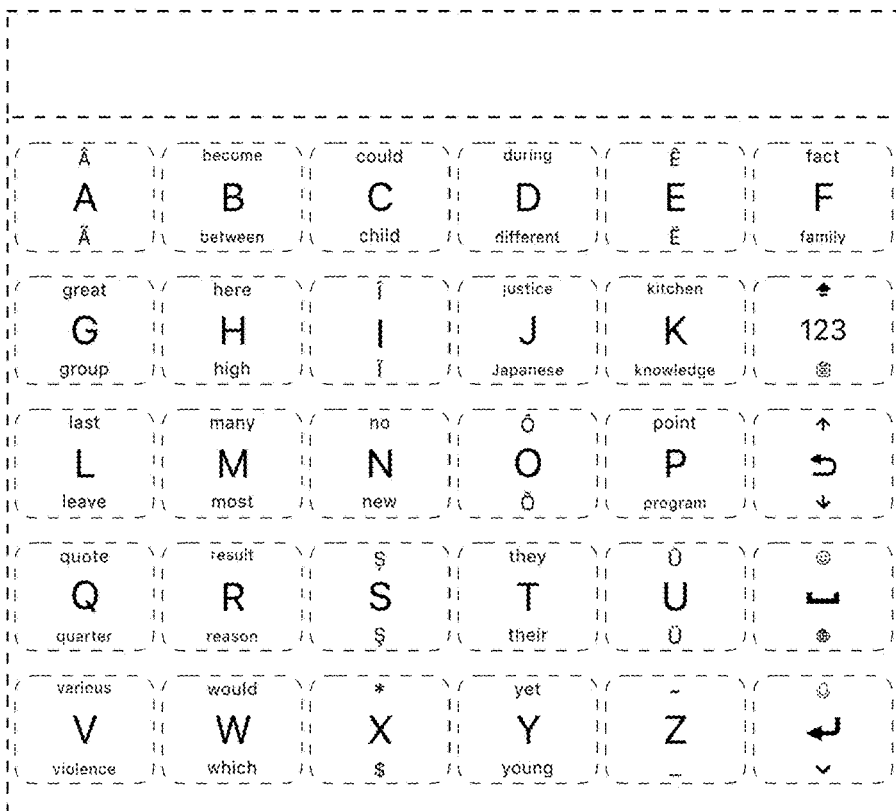 Â become could during Ê fact
A B C D E F
Ã between child different Ẽ family
great here Î justice kitchen
G H I J K 123
group high Ĩ Japanese knowledge
last many no Ô point
L M N O P
leave most new Õ program
quote result Ş they Û
Q R S T U
quarter reason Ş their Ü
various would * yet ~
V W X Y Z
violence which $ young _